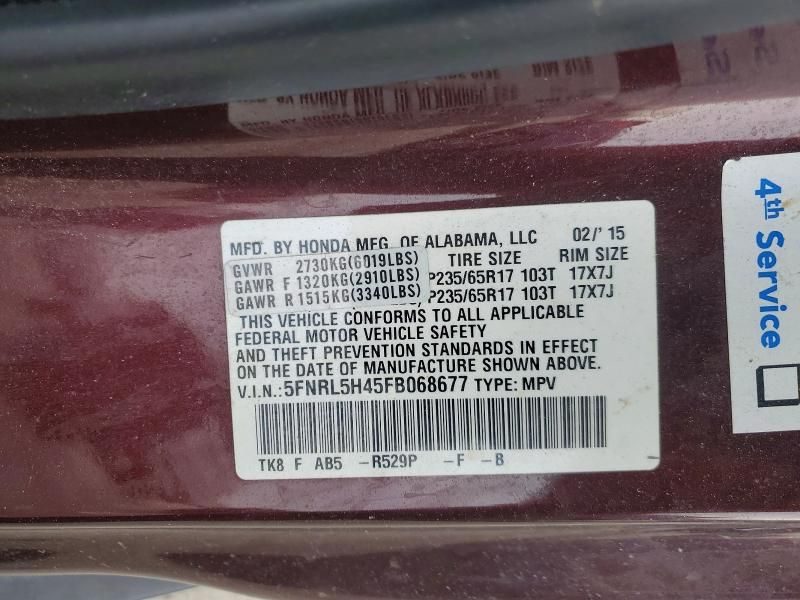 MFD. BY HONDA MFG. OF ALABAMA, LLC 02/'15
GVWR 2730KG(6019LBS) TIRE SIZE RIM SIZE
GAWR F 1320KG(2910LBS) P235/65R17 103T 17X7J
GAWR R 1515KG(3340LBS) P235/65R17 103T 17X7J
THIS VEHICLE CONFORMS TO ALL APPLICABLE
FEDERAL MOTOR VEHICLE SAFETY
AND THEFT PREVENTION STANDARDS IN EFFECT
ON THE DATE OF MANUFACTURE SHOWN ABOVE.
V.I.N.:5FNRL5H45FB068677 TYPE: MPV
TK8 F AB5 -R529P -F -B
4th Service